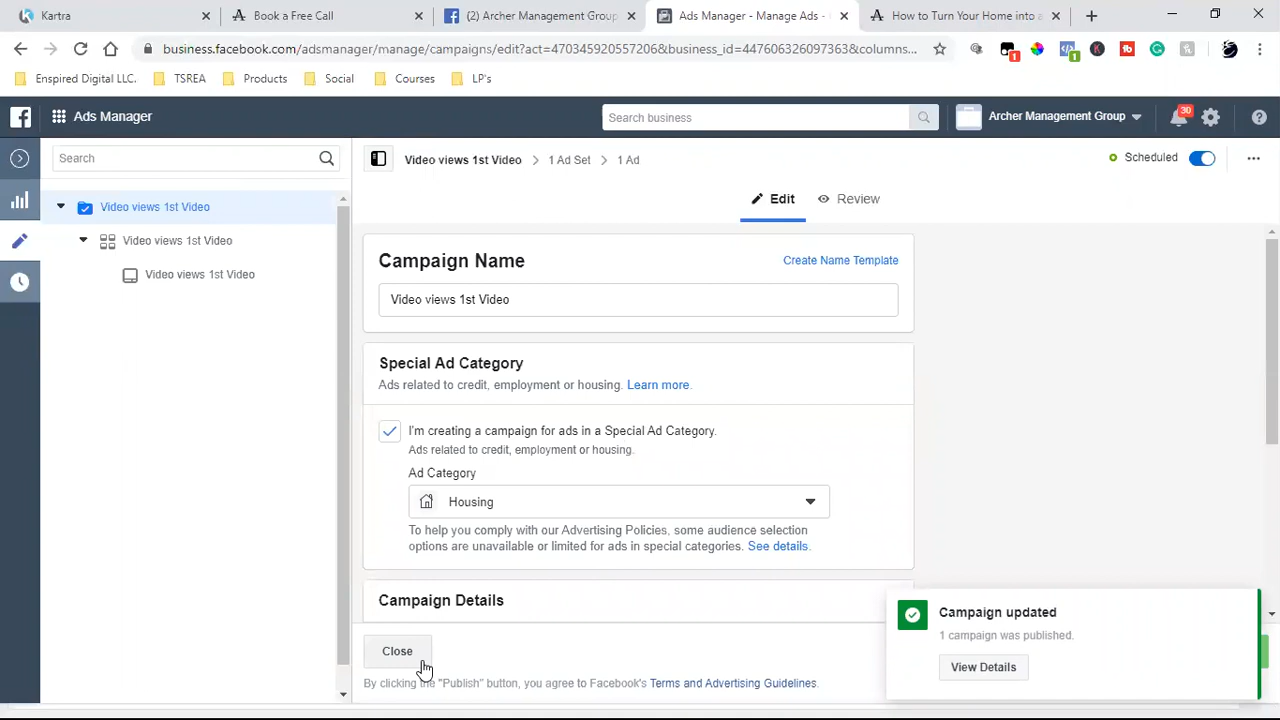 Kartra
Book a Free Call
(2) Archer Management Group
Ads Manager - Manage Ads -
How to Turn Your Home into a
business.facebook.com/adsmanager/manage/campaigns/edit?act=470345920557206&business_id=447606326097363&columns...
1
1
Enspired Digital LLC.
TSREA
Products
Social
Courses
LP's
Ads Manager
Search business
Archer Management Group
30
Search
Video views 1st Video
1 Ad Set
1 Ad
Scheduled
Edit
Review
Video views 1st Video
Video views 1st Video
Video views 1st Video
Campaign Name
Create Name Template
Video views 1st Video
Special Ad Category
Ads related to credit, employment or housing. Learn more.
I'm creating a campaign for ads in a Special Ad Category.
Ads related to credit, employment or housing.
Ad Category
Housing
To help you comply with our Advertising Policies, some audience selection
options are unavailable or limited for ads in special categories. See details.
Campaign Details
Campaign updated
1 campaign was published.
View Details
Close
By clicking the "Publish" button, you agree to Facebook's Terms and Advertising Guidelines.